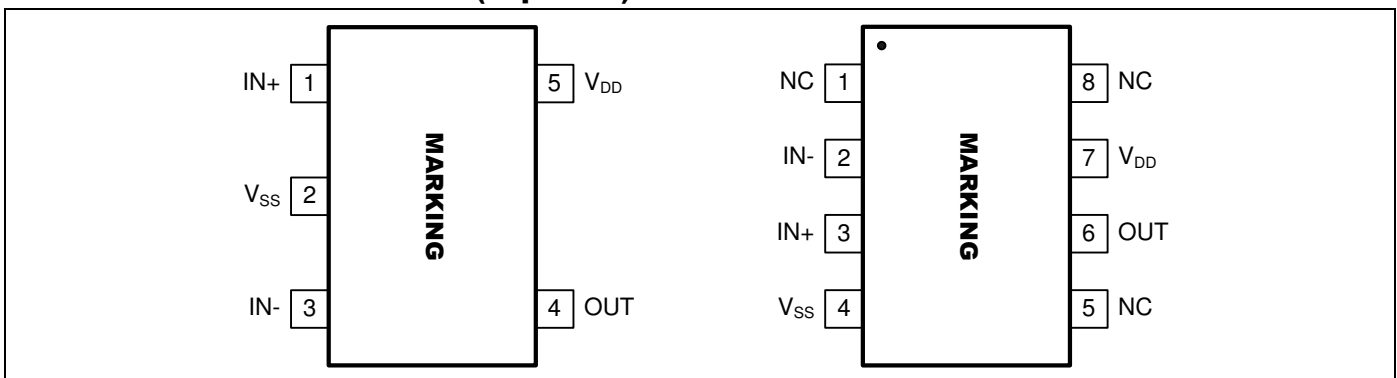 IN+ 1 5 VDD
VSS 2
IN- 3 4 OUT
MARKING
NC 1 8 NC
IN- 2 7 VDD
IN+ 3 6 OUT
VSS 4 5 NC
MARKING